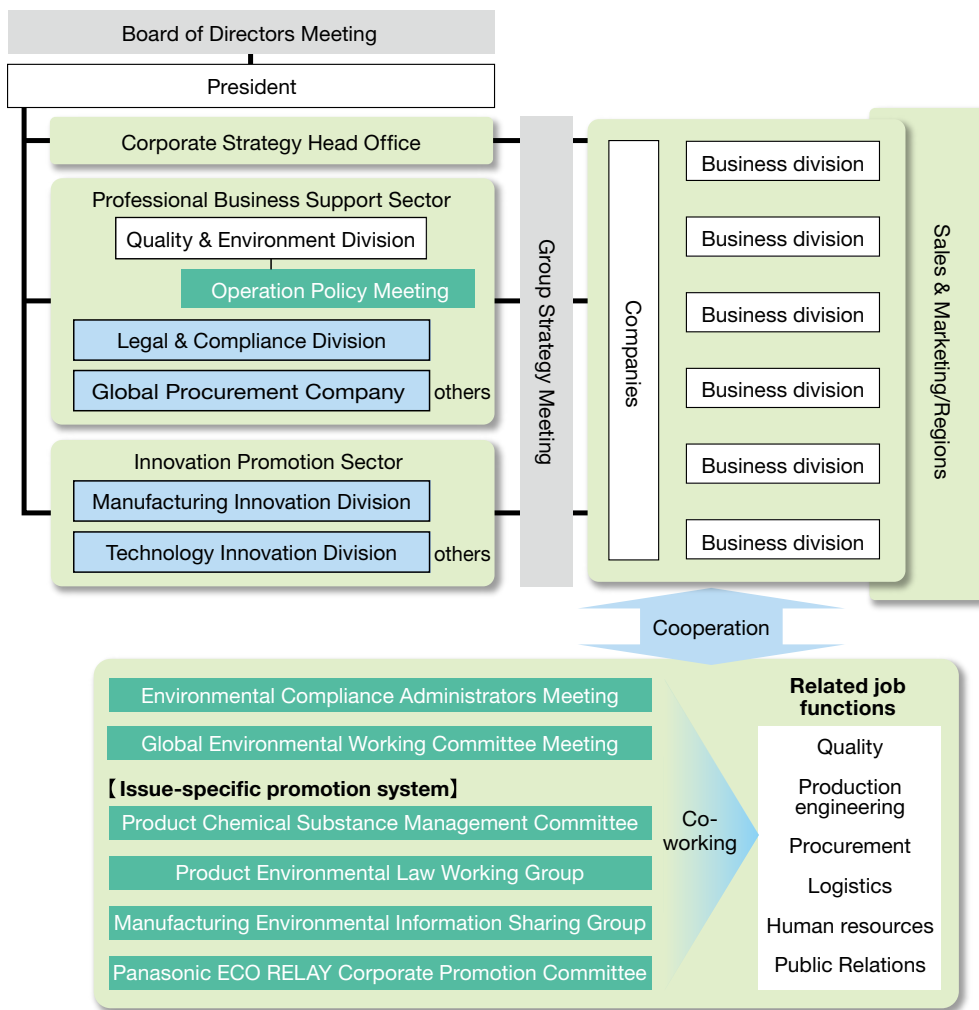 Board of Directors Meeting
President
Corporate Strategy Head Office
Professional Business Support Sector
Quality & Environment Division
Operation Policy Meeting
Legal & Compliance Division
Global Procurement Company
others
Innovation Promotion Sector
Manufacturing Innovation Division
Technology Innovation Division
others
Group Strategy Meeting
Companies
Business division
Business division
Business division
Business division
Business division
Business division
Sales & Marketing/Regions
Cooperation
Environmental Compliance Administrators Meeting
Global Environmental Working Committee Meeting
【Issue-specific promotion system】
Product Chemical Substance Management Committee
Product Environmental Law Working Group
Manufacturing Environmental Information Sharing Group
Panasonic ECO RELAY Corporate Promotion Committee
Co-
working
Related job
functions
Quality
Production
engineering
Procurement
Logistics
Human resources
Public Relations